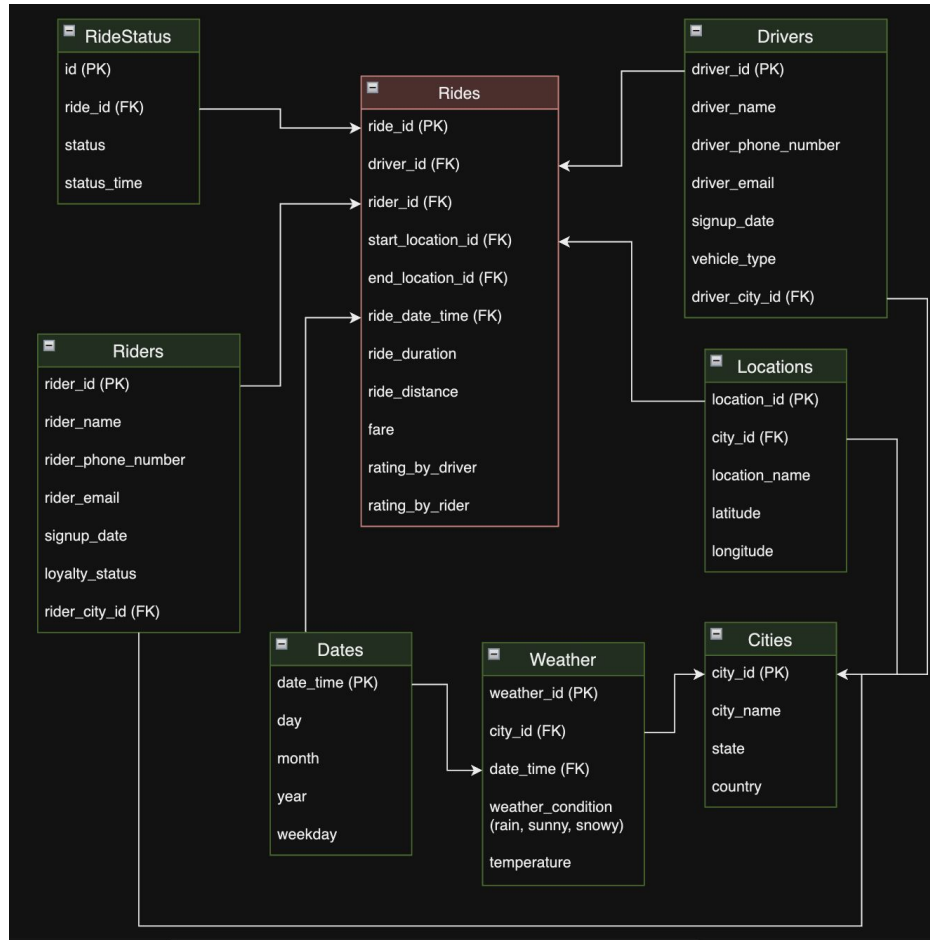 RideStatus
id (PK)
ride_id (FK)
status
status_time
Rides
ride_id (PK)
driver_id (FK)
rider_id (FK)
start_location_id (FK)
end_location_id (FK)
ride_date_time (FK)
ride_duration
ride_distance
fare
rating_by_driver
rating_by_rider
Drivers
driver_id (PK)
driver_name
driver_phone_number
driver_email
signup_date
vehicle_type
driver_city_id (FK)
Riders
rider_id (PK)
rider_name
rider_phone_number
rider_email
signup_date
loyalty_status
rider_city_id (FK)
Locations
location_id (PK)
city_id (FK)
location_name
latitude
longitude
Dates
date_time (PK)
day
month
year
weekday
Weather
weather_id (PK)
city_id (FK)
date_time (FK)
weather_condition
(rain, sunny, snowy)
temperature
Cities
city_id (PK)
city_name
state
country